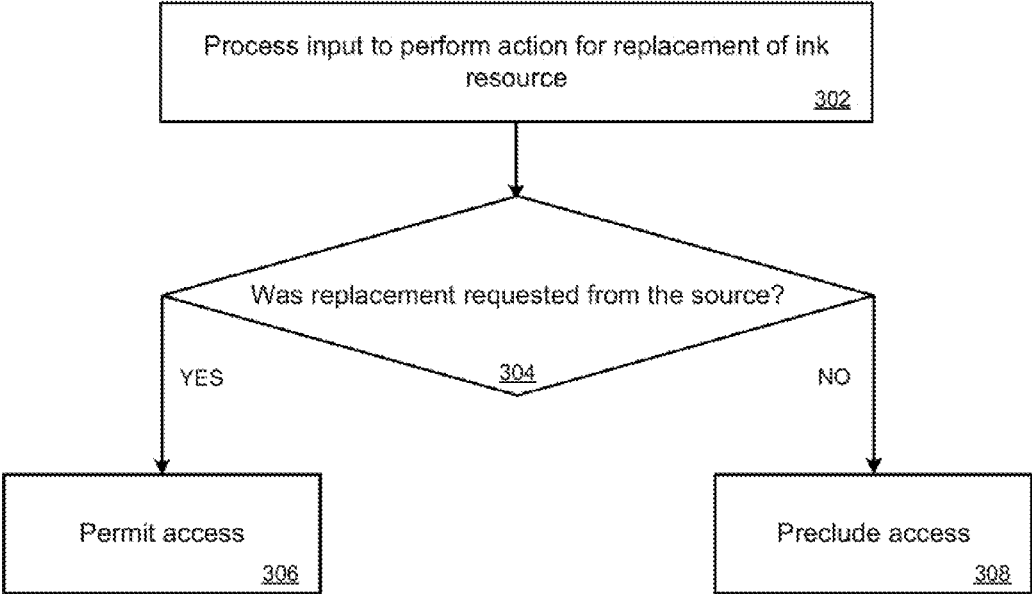 Process input to perform action for replacement of ink
resource
302
Was replacement requested from the source?
304
YES
NO
Permit access
306
Preclude access
308